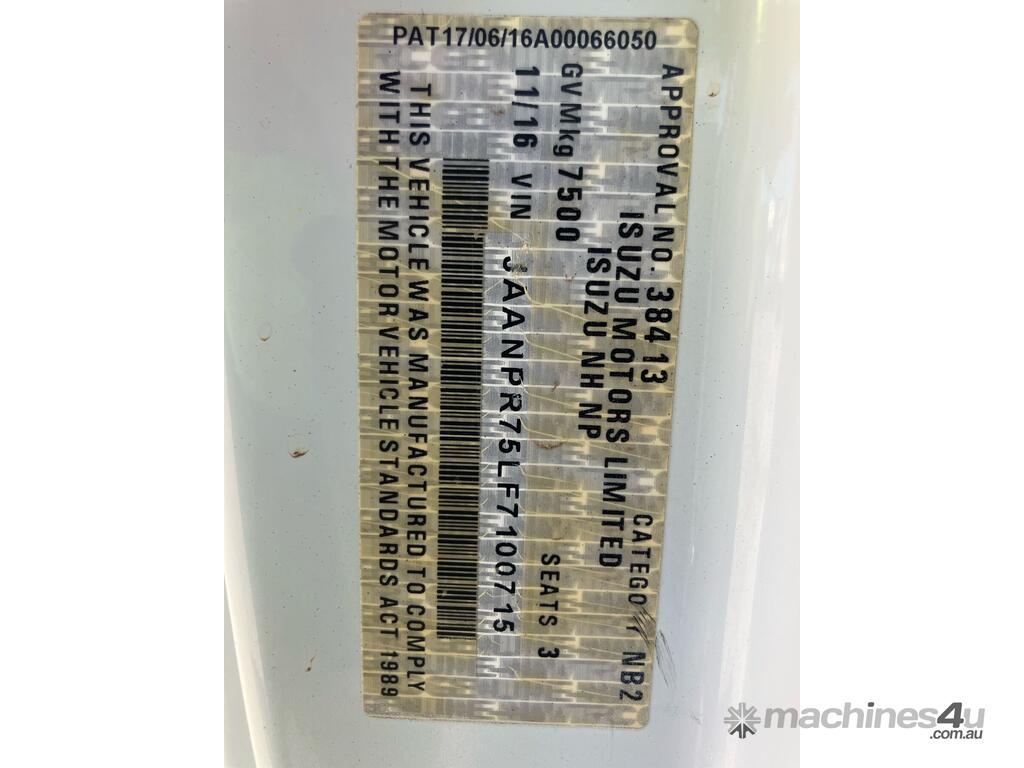 APPROVAL NO. 38413 CATEGORY NB2
ISUZU MOTORS LIMITED
ISUZU NH NP
GVMkg 7500 SEATS 3
11/16 VIN JAANPR75LF7100715
THIS VEHICLE WAS MANUFACTURED TO COMPLY
WITH THE MOTOR VEHICLE STANDARDS ACT 1989
PAT17/06/16A00066050
machines4u
.com.au